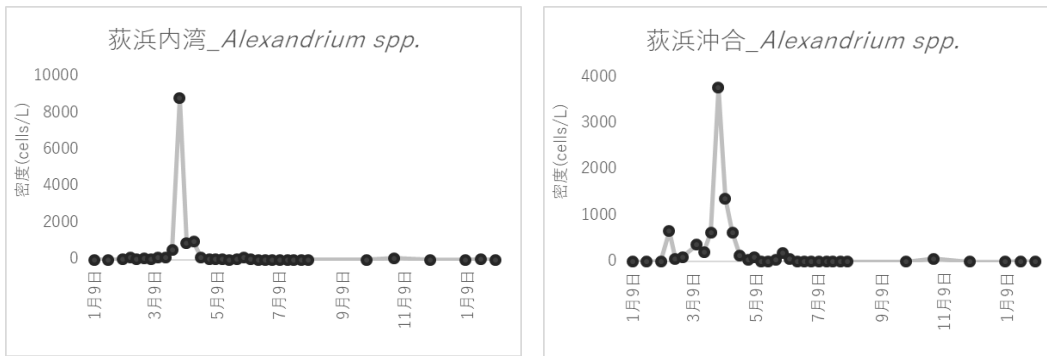 荻浜内湾_Alexandrium spp.
密度(cells/L)
10000
8000
6000
4000
2000
0
1月9日
3月9日
5月9日
7月9日
9月9日
11月9日
1月9日
荻浜沖合_Alexandrium spp.
密度(cells/L)
4000
3000
2000
1000
0
1月9日
3月9日
5月9日
7月9日
9月9日
11月9日
1月9日